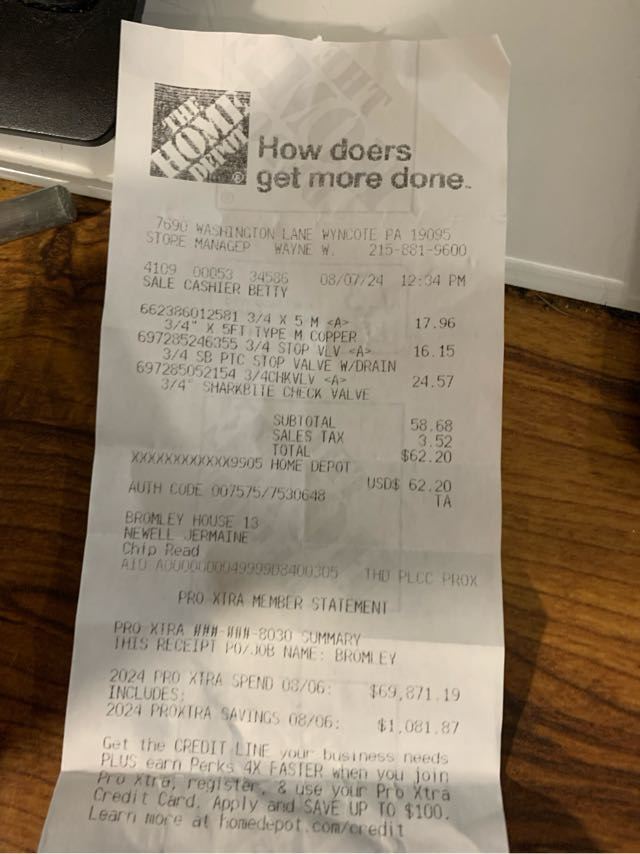 THE HOME DEPOT
How doers
get more done.
7690 WASHINGTON LANE WYNCOTE PA 19095
STORE MANAGER WAYNE W. 215-881-9600
4109 00053 34586 08/07/24 12:34 PM
SALE CASHIER BETTY
662386012581 3/4 X 5 M <A> 17.96
3/4" X 5FT TYPE M COPPER
697285246355 3/4 STOP VLV <A> 16.15
3/4 SB PTC STOP VALVE W/DRAIN
697285052154 3/4CHKVLV <A> 24.57
3/4" SHARKBITE CHECK VALVE
SUBTOTAL 58.68
SALES TAX 3.52
TOTAL $62.20
XXXXXXXXXXXX9905 HOME DEPOT
USD$ 62.20
AUTH CODE 007575/7530648 TA
BROMLEY HOUSE 13
NEWELL JERMAINE
Chip Read
AID A0000000049999D8400305 THD PLCC PROX
PRO XTRA MEMBER STATEMENT
PRO XTRA ###-###-8030 SUMMARY
THIS RECEIPT PO/JOB NAME: BROMLEY
2024 PRO XTRA SPEND 08/06: $69,871.19
INCLUDES:
2024 PROXTRA SAVINGS 08/06: $1,081.87
Get the CREDIT LINE your business needs
PLUS earn Perks 4X FASTER when you join
Pro Xtra, register, & use your Pro Xtra
Credit Card. Apply and SAVE UP TO $100.
Learn more at homedepot.com/credit